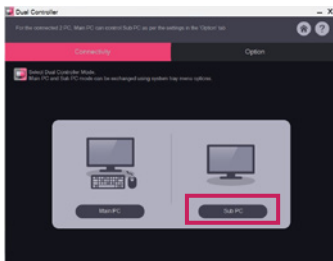 Dual Controller
For the connected 2 PC, Main PC can control Sub PC as per the settings in the 'Option' tab
Connectivity
Option
Select Dual Controller Mode.
Main PC and Sub PC mode can be exchanged using system tray menu options.
Main PC
Sub PC